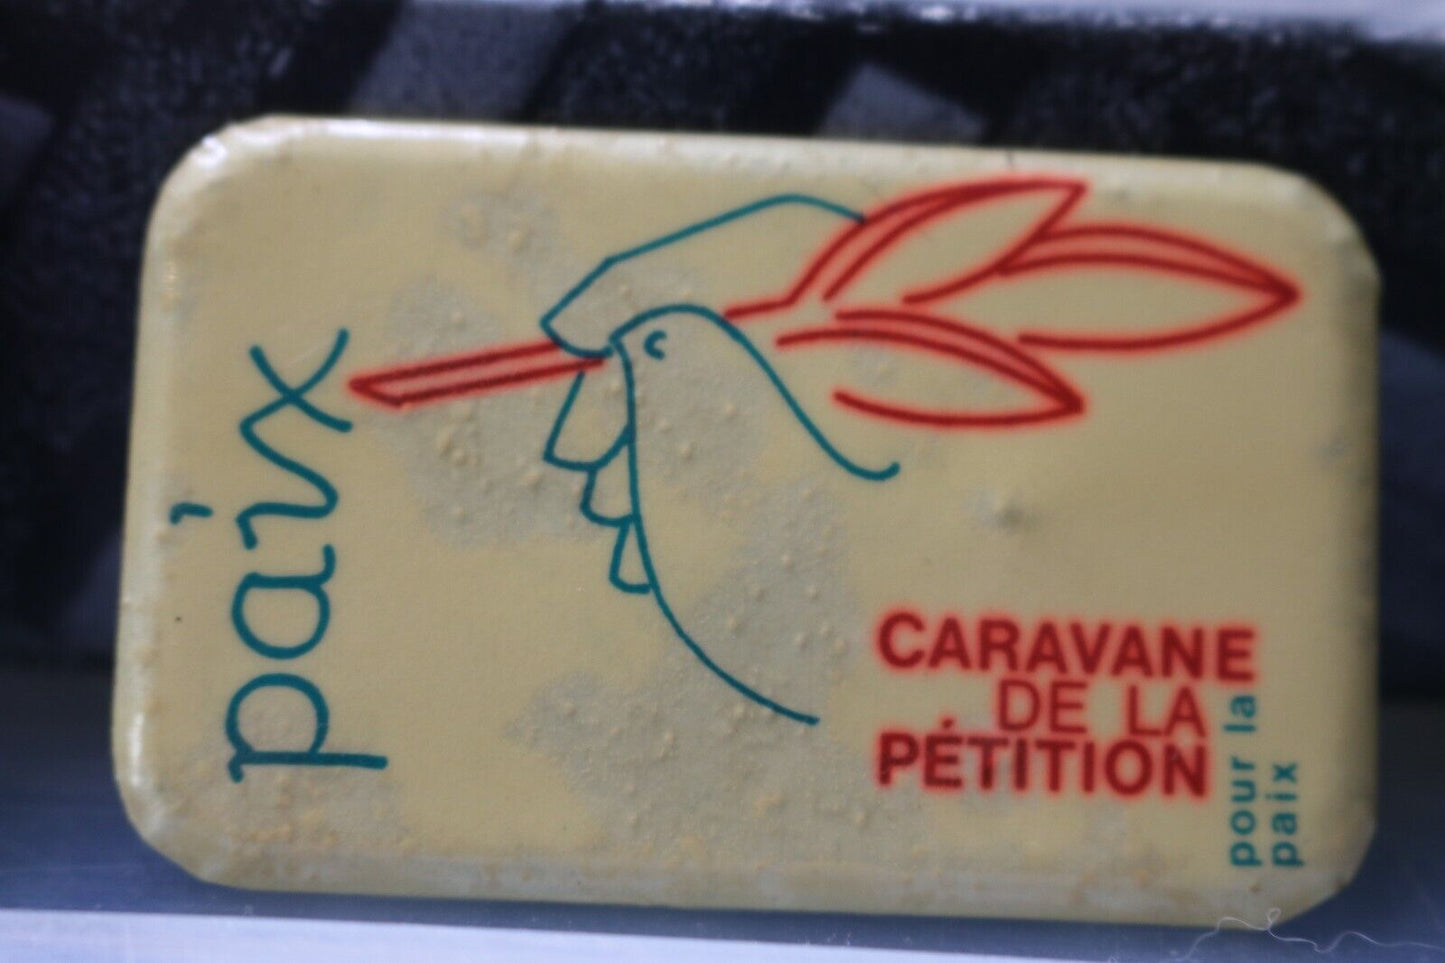 paix
CARAVANE
DE LA
PÉTITION
pour la
paix